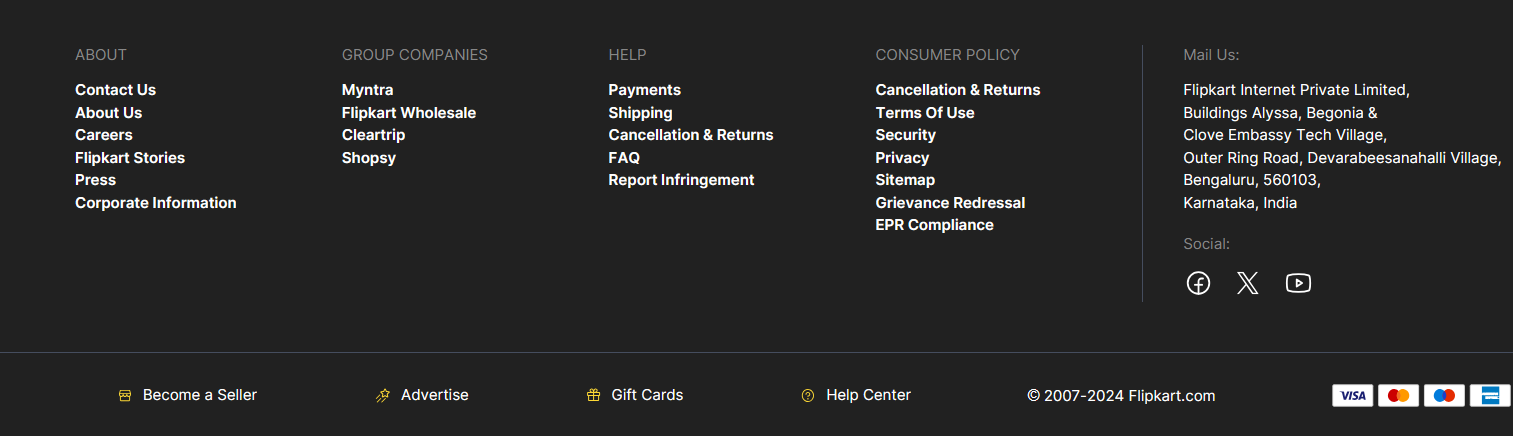 ABOUT
Contact Us
About Us
Careers
Flipkart Stories
Press
Corporate Information
GROUP COMPANIES
Myntra
Flipkart Wholesale
Cleartrip
Shopsy
HELP
Payments
Shipping
Cancellation & Returns
FAQ
Report Infringement
CONSUMER POLICY
Cancellation & Returns
Terms Of Use
Security
Privacy
Sitemap
Grievance Redressal
EPR Compliance
Mail Us:
Flipkart Internet Private Limited,
Buildings Alyssa, Begonia &
Clove Embassy Tech Village,
Outer Ring Road, Devarabeesanahalli Village,
Bengaluru, 560103,
Karnataka, India
Social:
Become a Seller
Advertise
Gift Cards
Help Center
© 2007-2024 Flipkart.com
VISA